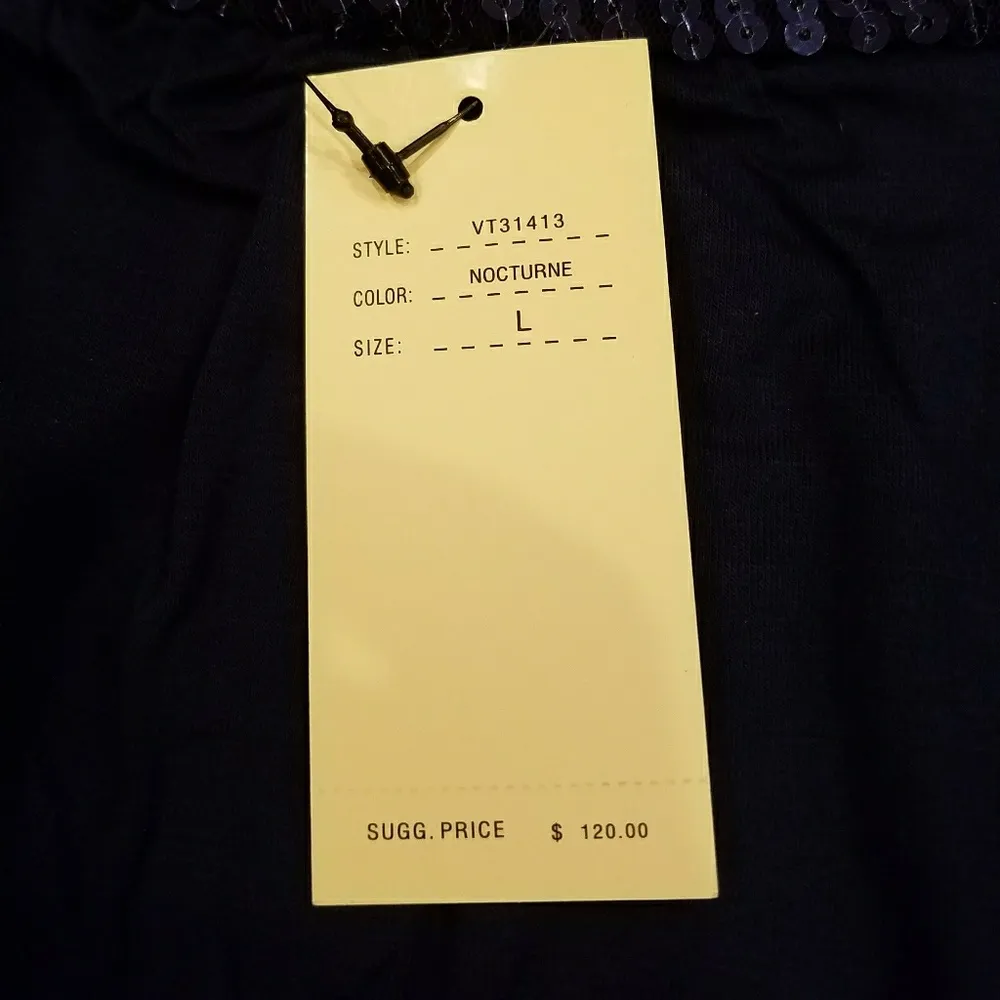 STYLE: VT31413
COLOR: NOCTURNE
SIZE: L
SUGG. PRICE $ 120.00